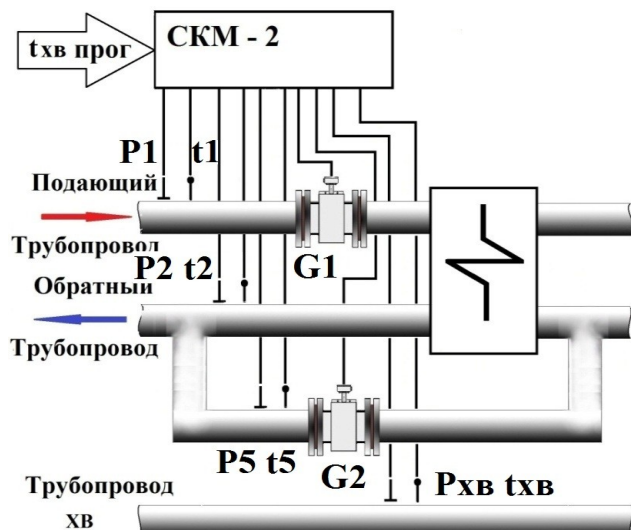 СКМ - 2
tхв прог
P1 t1
Подающий
Трубопровод
G1
P2 t2
Обратный
Трубопровод
P5 t5
G2
Pхв tхв
Трубопровод
ХВ